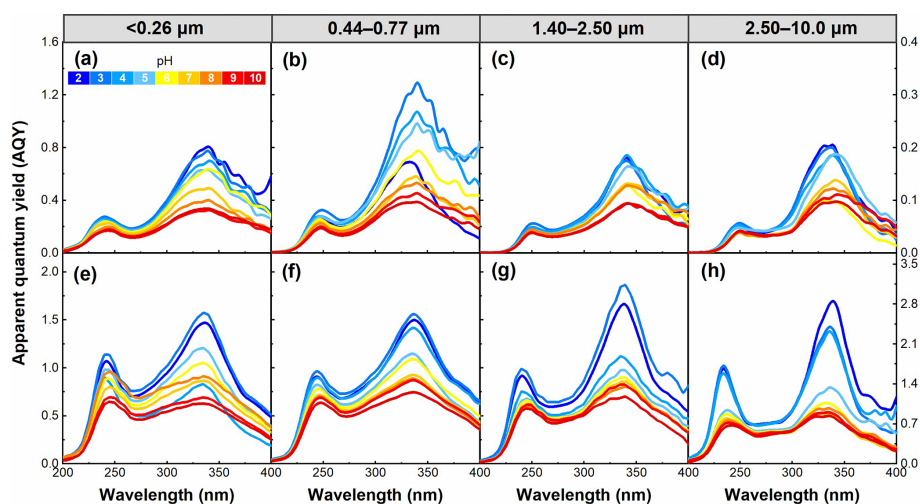 <0.26 µm 0.44–0.77 µm 1.40–2.50 µm 2.50–10.0 µm
(a) (b) (c) (d)
pH
2 3 4 5 6 7 8 9 10
1.6 1.2 0.8 0.4 0.0
0.4 0.3 0.2 0.1 0.0
Apparent quantum yield (AQY)
(e) (f) (g) (h)
2.0 1.5 1.0 0.5 0.0
3.5 2.8 2.1 1.4 0.7 0.0
200 250 300 350 400 250 300 350 400 250 300 350 400 250 300 350 400
Wavelength (nm) Wavelength (nm) Wavelength (nm) Wavelength (nm)